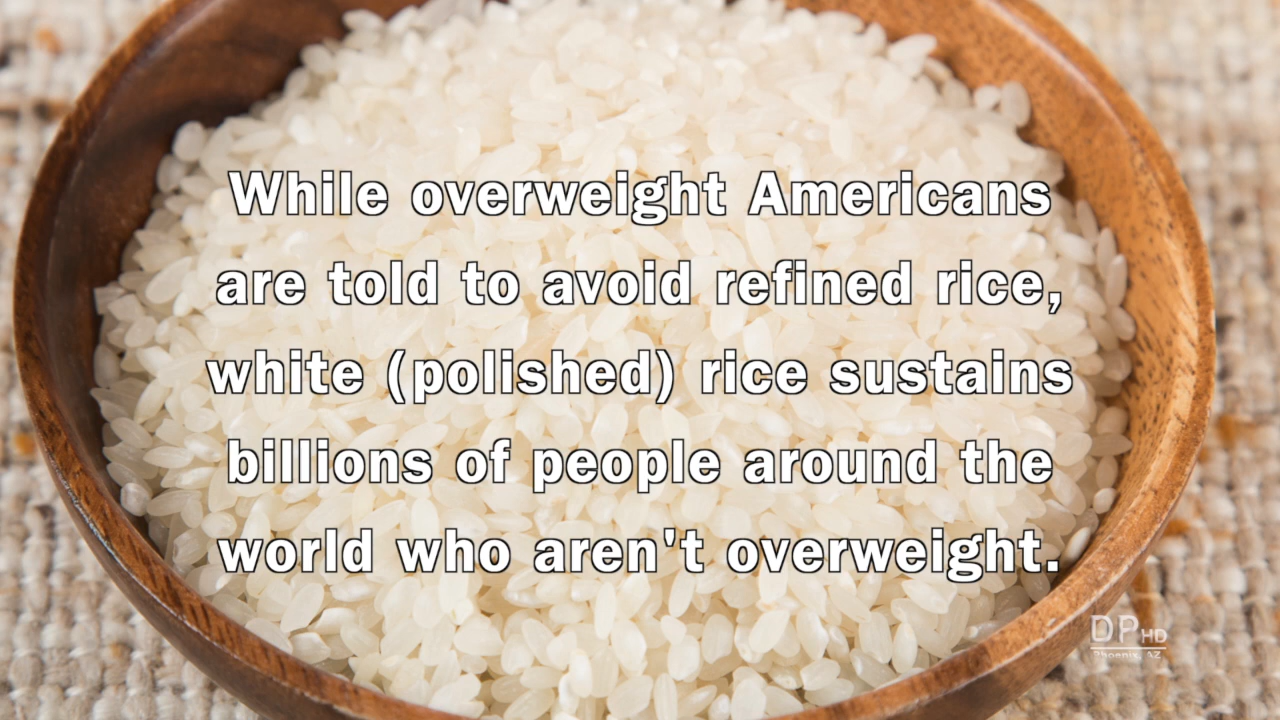 While overweight Americans
are told to avoid refined rice,
white (polished) rice sustains
billions of people around the
world who aren't overweight.
DPHD
Phoenix, AZ